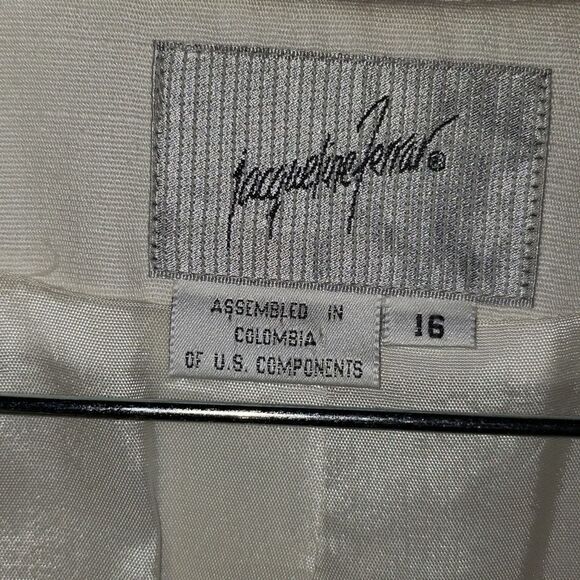 jacqueline ferrar®
ASSEMBLED IN
COLOMBIA
OF U.S. COMPONENTS
16